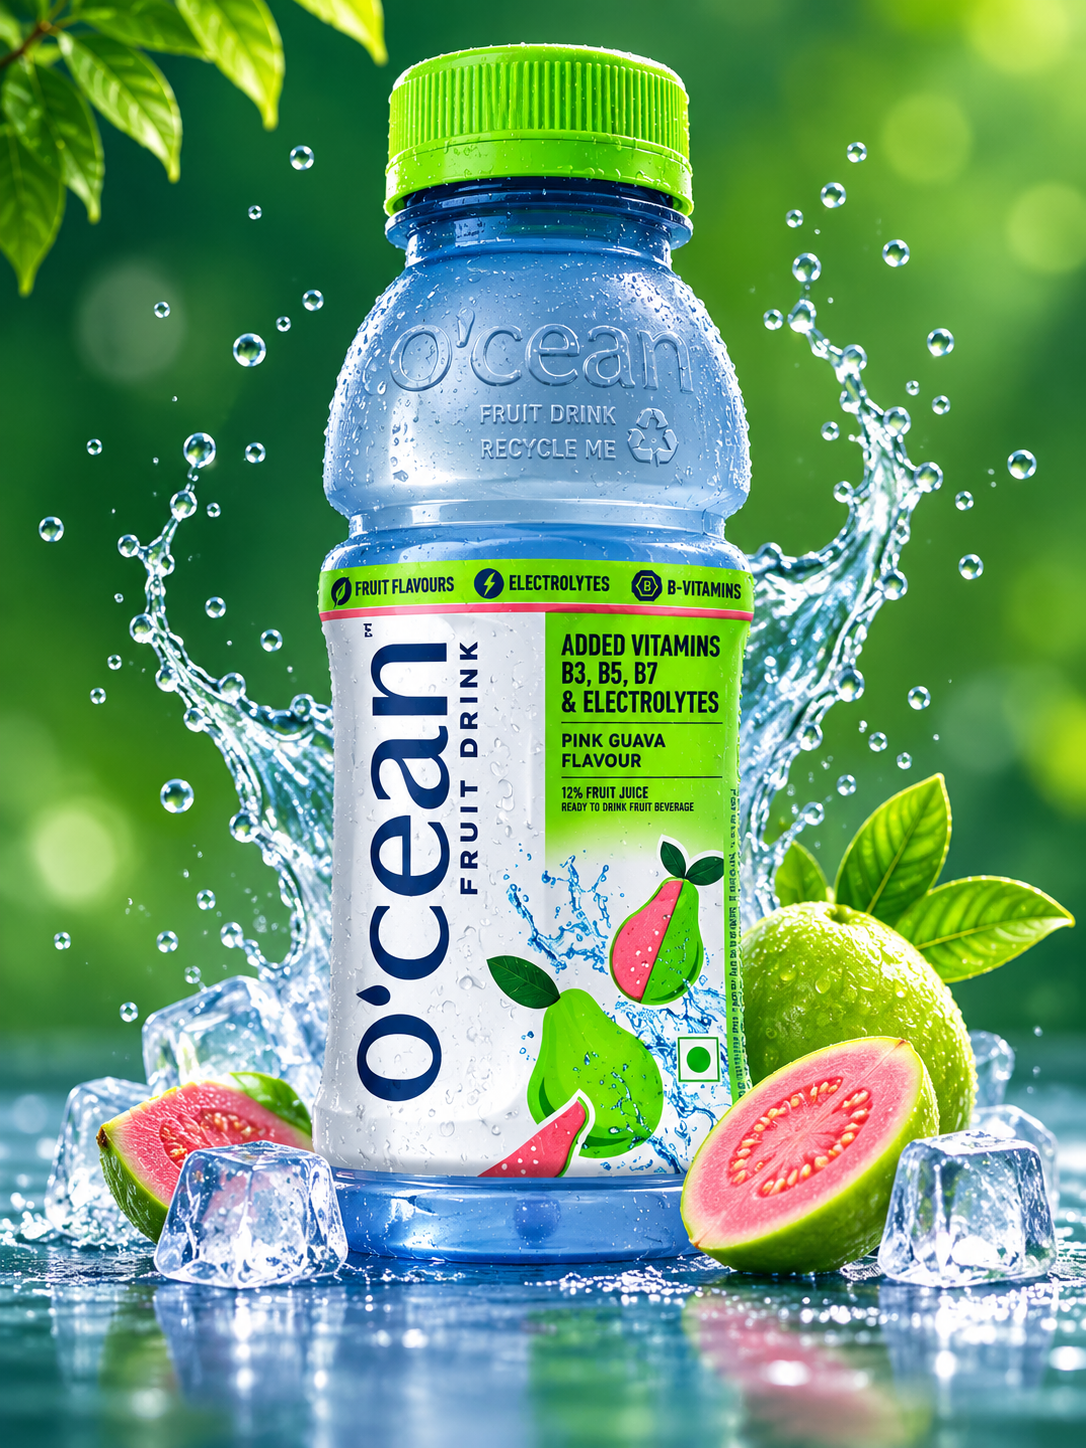 o'cean
FRUIT DRINK
RECYCLE ME
FRUIT FLAVOURS
ELECTROLYTES
B
B-VITAMINS
o'cean
FRUIT DRINK
ADDED VITAMINS
B3, B5, B7
& ELECTROLYTES
PINK GUAVA
FLAVOUR
12% FRUIT JUICE
READY TO DRINK FRUIT BEVERAGE